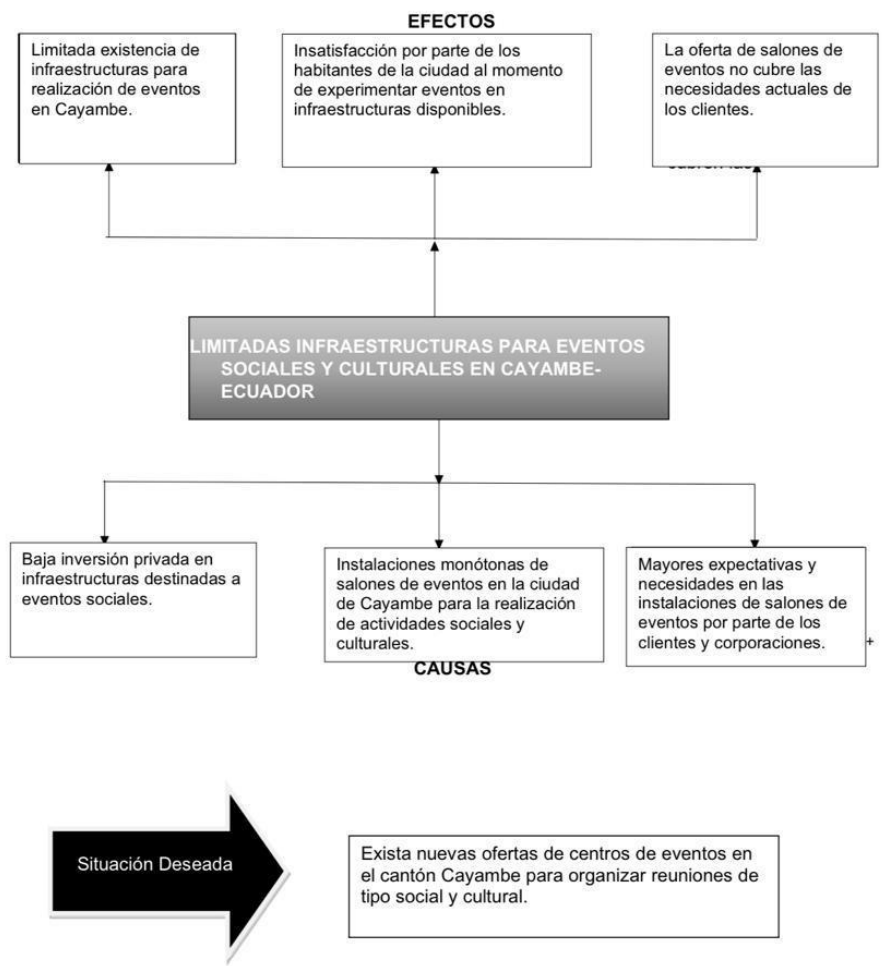 EFECTOS
Limitada existencia de
infraestructuras para
realización de eventos
en Cayambe.
Insatisfacción por parte de los
habitantes de la ciudad al momento
de experimentar eventos en
infraestructuras disponibles.
La oferta de salones de
eventos no cubre las
necesidades actuales de
los clientes.
LIMITADAS INFRAESTRUCTURAS PARA EVENTOS
SOCIALES Y CULTURALES EN CAYAMBE-
ECUADOR
Baja inversión privada en
infraestructuras destinadas a
eventos sociales.
Instalaciones monótonas de
salones de eventos en la ciudad
de Cayambe para la realización
de actividades sociales y
culturales.
Mayores expectativas y
necesidades en las
instalaciones de salones de
eventos por parte de los
clientes y corporaciones.
+
CAUSAS
Situación Deseada
Exista nuevas ofertas de centros de eventos en
el cantón Cayambe para organizar reuniones de
tipo social y cultural.